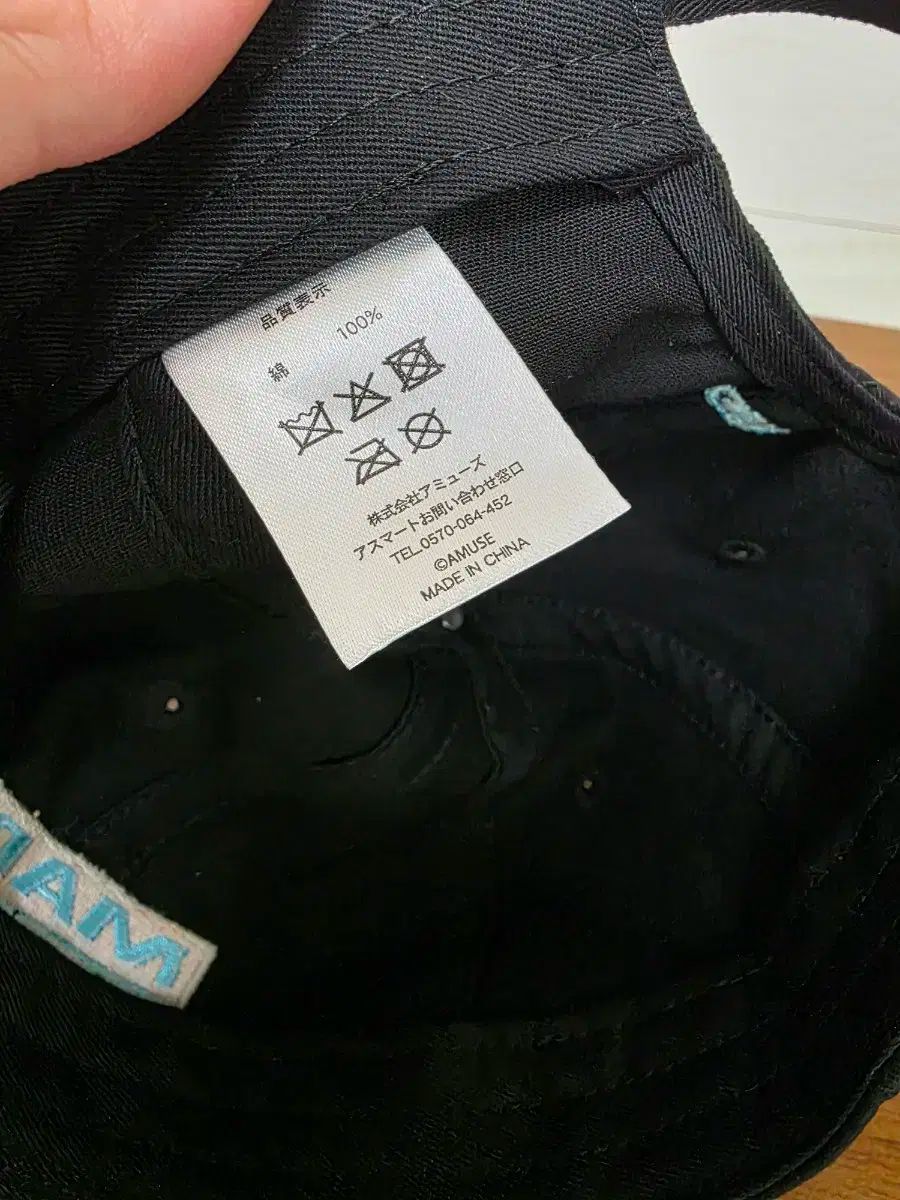 品質表示
綿 100%
株式会社アミューズ
アスマートお問い合わせ窓口
TEL.0570-064-452
©AMUSE
MADE IN CHINA